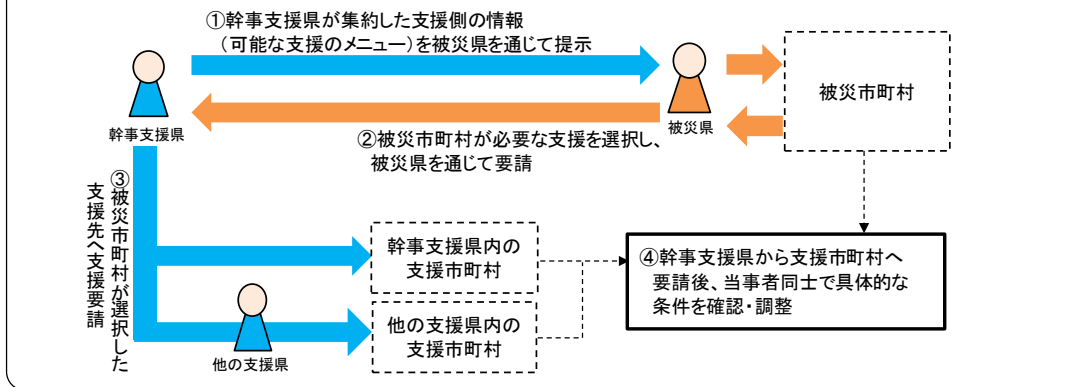 ①幹事支援県が集約した支援側の情報
（可能な支援のメニュー）を被災県を通じて提示
幹事支援県
被災県
被災市町村
②被災市町村が必要な支援を選択し、
被災県を通じて要請
③被災市町村が選択した
支援先へ支援要請
幹事支援県内の
支援市町村
他の支援県内の
支援市町村
他の支援県
④幹事支援県から支援市町村へ
要請後、当事者同士で具体的な
条件を確認・調整